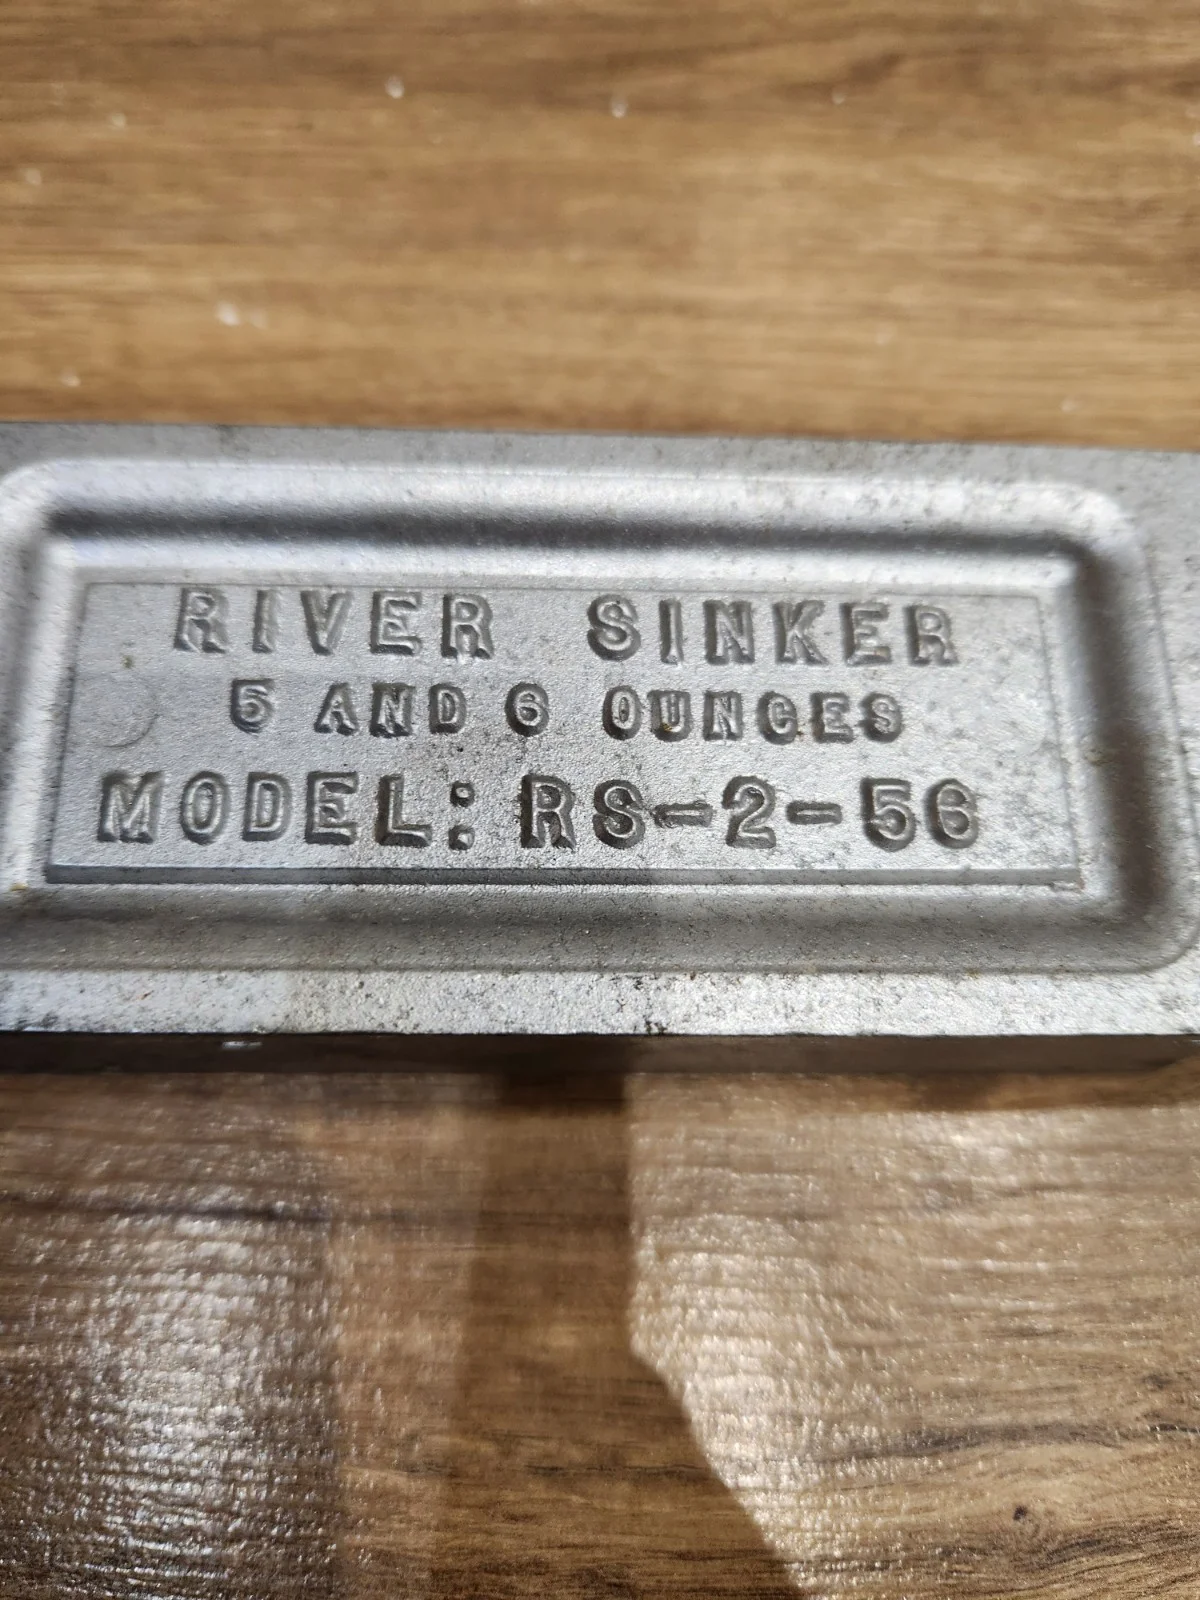 RIVER SINKER
5 AND 6 OUNCES
MODEL: RS-2-56